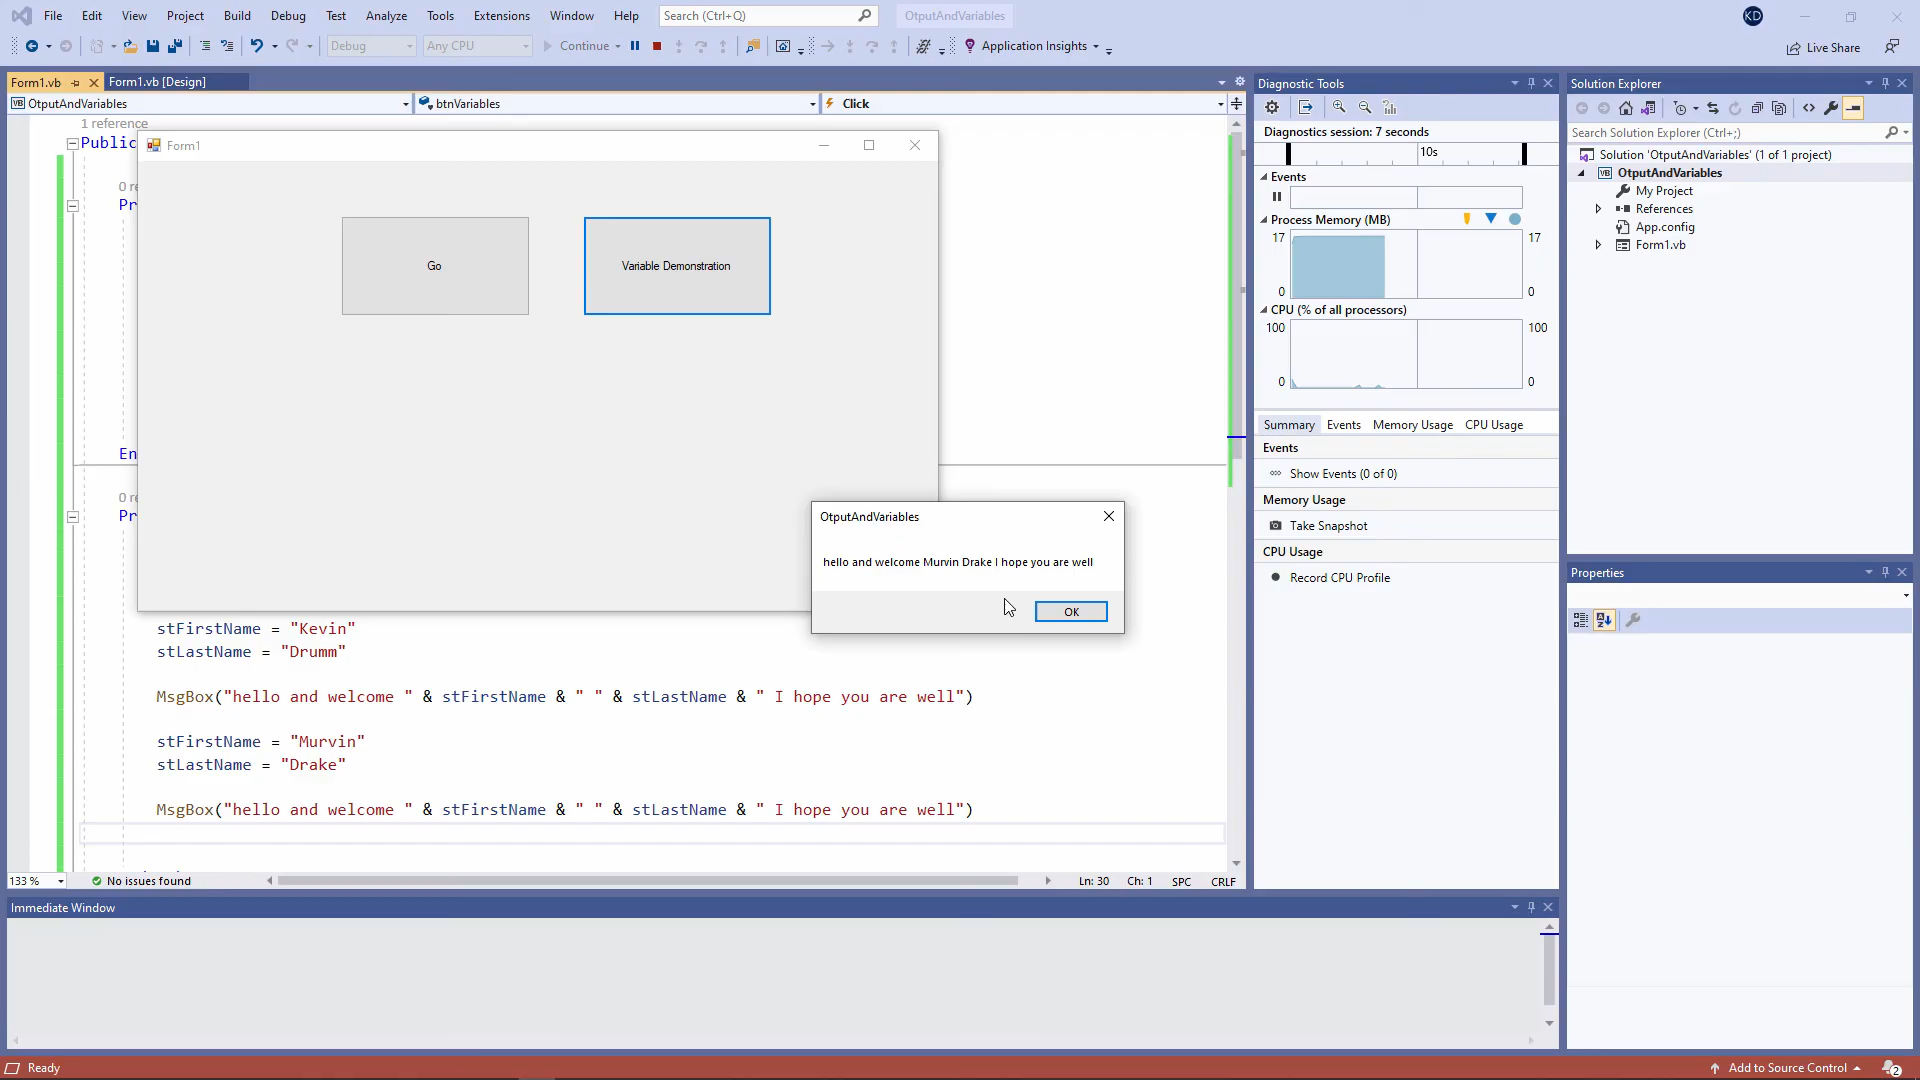 File Edit View Project Build Debug Test Analyze Tools Extensions Window Help Search (Ctrl+Q) OtputAndVariables KD
Debug Any CPU Continue Application Insights Live Share
Form1.vb Form1.vb [Design]
OtputAndVariables btnVariables Click
1 reference
Public
Form1
0 re
Pr
Go
Variable Demonstration
En
0 re
Pr
OtputAndVariables
hello and welcome Murvin Drake I hope you are well
OK
stFirstName = "Kevin"
stLastName = "Drumm"
MsgBox("hello and welcome " & stFirstName & " " & stLastName & " I hope you are well")
stFirstName = "Murvin"
stLastName = "Drake"
MsgBox("hello and welcome " & stFirstName & " " & stLastName & " I hope you are well")
133 % No issues found Ln: 30 Ch: 1 SPC CRLF
Diagnostic Tools
Diagnostics session: 7 seconds
10s
Events
Process Memory (MB)
17 17
0 0
CPU (% of all processors)
100 100
0 0
Summary Events Memory Usage CPU Usage
Events
Show Events (0 of 0)
Memory Usage
Take Snapshot
CPU Usage
Record CPU Profile
Solution Explorer
Search Solution Explorer (Ctrl+;)
Solution 'OtputAndVariables' (1 of 1 project)
OtputAndVariables
My Project
References
App.config
Form1.vb
Properties
Immediate Window
Ready Add to Source Control 2